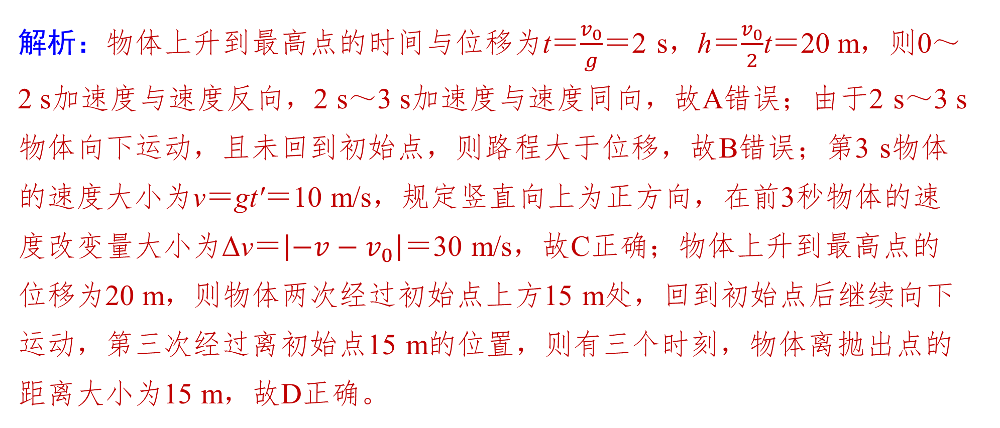 解析：物体上升到最高点的时间与位移为t＝v₀/g＝2 s，h＝v₀/2 t＝20 m，则0～
2 s加速度与速度反向，2 s～3 s加速度与速度同向，故A错误；由于2 s～3 s
物体向下运动，且未回到初始点，则路程大于位移，故B错误；第3 s物体
的速度大小为v＝gt′＝10 m/s，规定竖直向上为正方向，在前3秒物体的速
度改变量大小为Δv＝|−v − v₀|＝30 m/s，故C正确；物体上升到最高点的
位移为20 m，则物体两次经过初始点上方15 m处，回到初始点后继续向下
运动，第三次经过离初始点15 m的位置，则有三个时刻，物体离抛出点的
距离大小为15 m，故D正确。